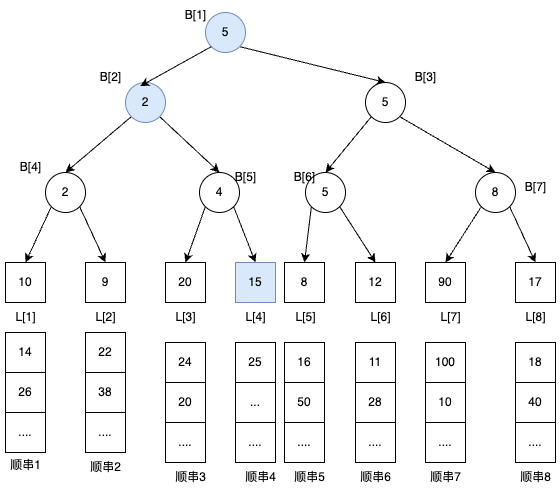 B[1]
5
B[2]
B[3]
2
5
B[4]
B[5]
B[6]
B[7]
2
4
5
8
10
9
20
15
8
12
90
17
L[1]
L[2]
L[3]
L[4]
L[5]
L[6]
L[7]
L[8]
14
22
24
25
16
11
100
18
26
38
20
...
50
28
10
40
....
....
....
....
....
....
....
....
顺串1
顺串2
顺串3
顺串4
顺串5
顺串6
顺串7
顺串8